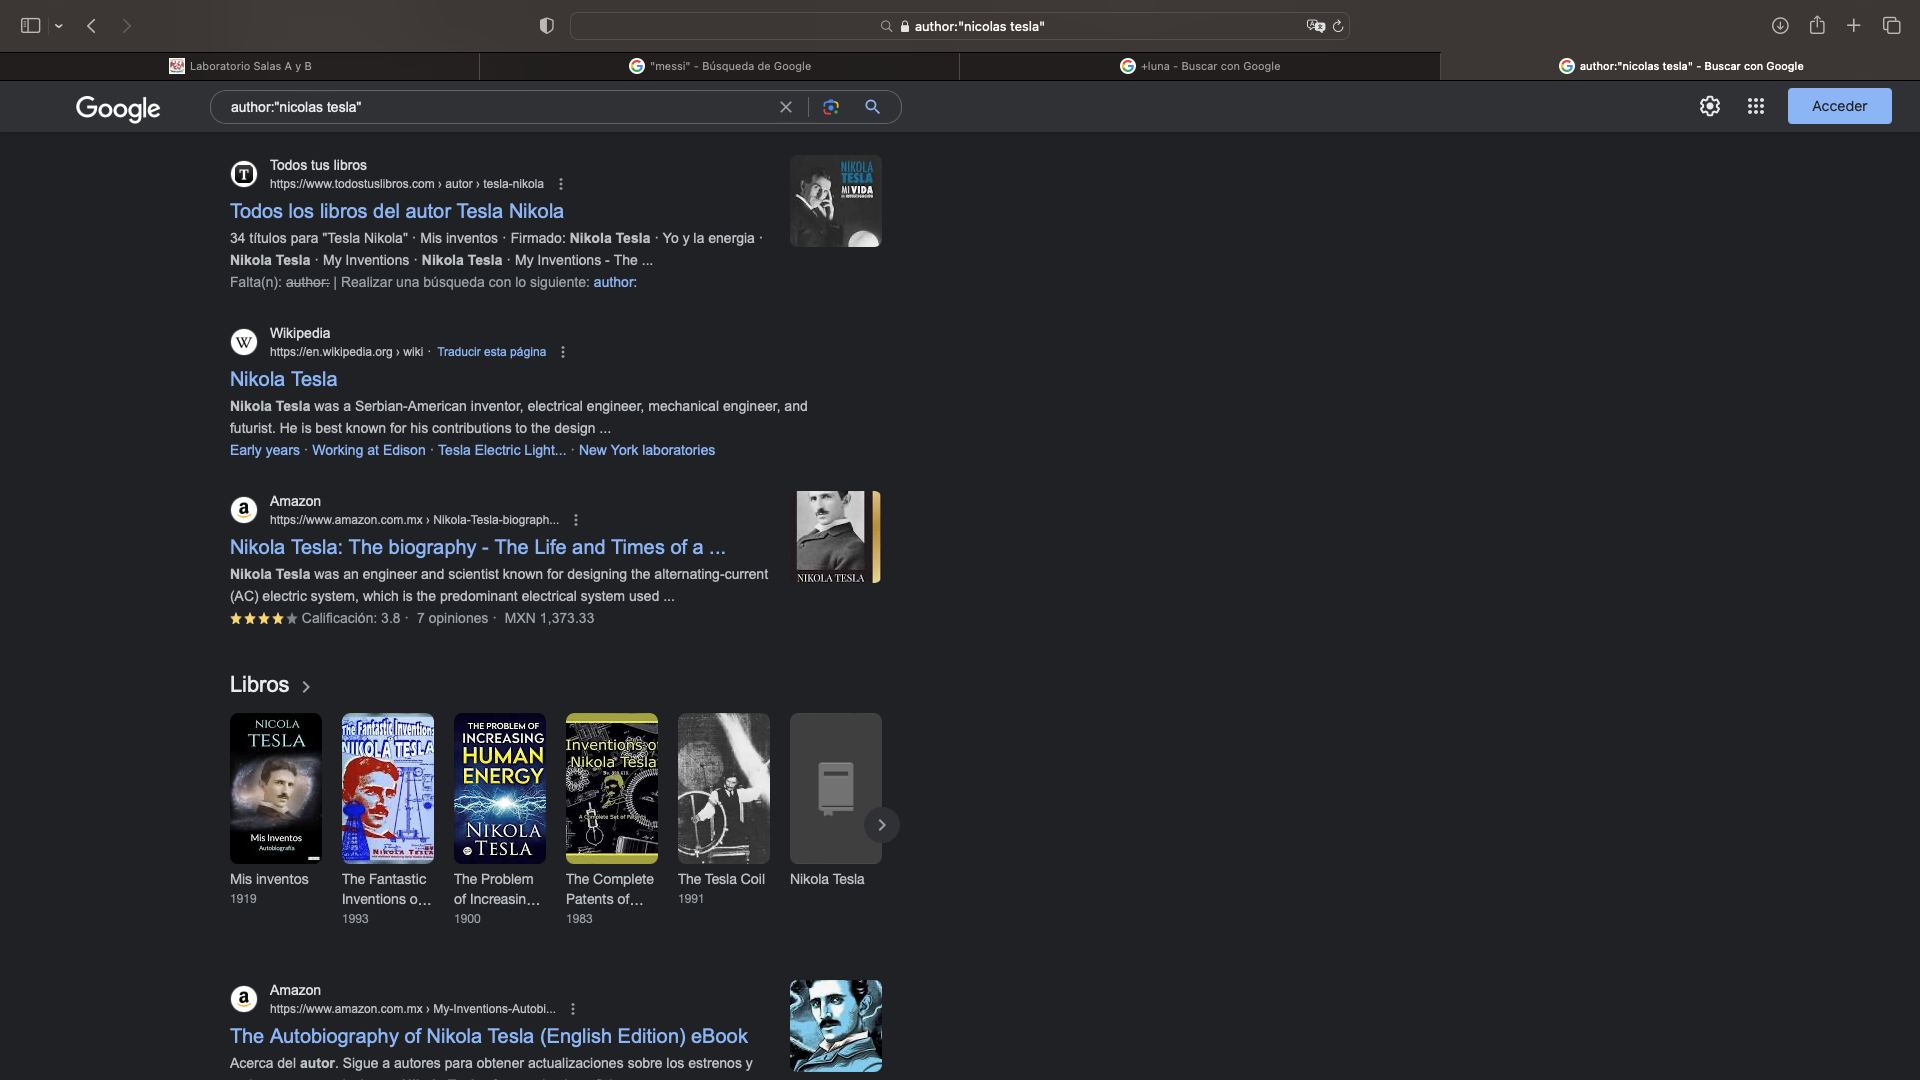 author:"nicolas tesla"
Laboratorio Salas A y B
"messi" - Búsqueda de Google
+luna - Buscar con Google
author:"nicolas tesla" - Buscar con Google
Google
author:"nicolas tesla"
Acceder
Todos tus libros
https://www.todostuslibros.com › autor › tesla-nikola
Todos los libros del autor Tesla Nikola
34 títulos para "Tesla Nikola" · Mis inventos · Firmado: Nikola Tesla · Yo y la energia ·
Nikola Tesla · My Inventions · Nikola Tesla · My Inventions - The ...
Falta(n): author: | Realizar una búsqueda con lo siguiente: author:
NIKOLA
TESLA
MI VIDA
Wikipedia
https://en.wikipedia.org › wiki · Traducir esta página
Nikola Tesla
Nikola Tesla was a Serbian-American inventor, electrical engineer, mechanical engineer, and
futurist. He is best known for his contributions to the design ...
Early years · Working at Edison · Tesla Electric Light... · New York laboratories
Amazon
https://www.amazon.com.mx › Nikola-Tesla-biograph...
Nikola Tesla: The biography - The Life and Times of a ...
Nikola Tesla was an engineer and scientist known for designing the alternating-current
(AC) electric system, which is the predominant electrical system used ...
Calificación: 3.8 · 7 opiniones · MXN 1,373.33
NIKOLA TESLA
Libros
NICOLA
TESLA
Mis Inventos
Autobiografía
The Fantastic Inventions
NIKOLA TESLA
NIKOLA TESLA
THE PROBLEM OF
INCREASING
HUMAN
ENERGY
NIKOLA
TESLA
Inventions of
Nikola Tesla
A Complete Set of
Mis inventos
1919
The Fantastic
Inventions o...
1993
The Problem
of Increasin...
1900
The Complete
Patents of...
1983
The Tesla Coil
1991
Nikola Tesla
Amazon
https://www.amazon.com.mx › My-Inventions-Autobi...
The Autobiography of Nikola Tesla (English Edition) eBook
Acerca del autor. Sigue a autores para obtener actualizaciones sobre los estrenos y